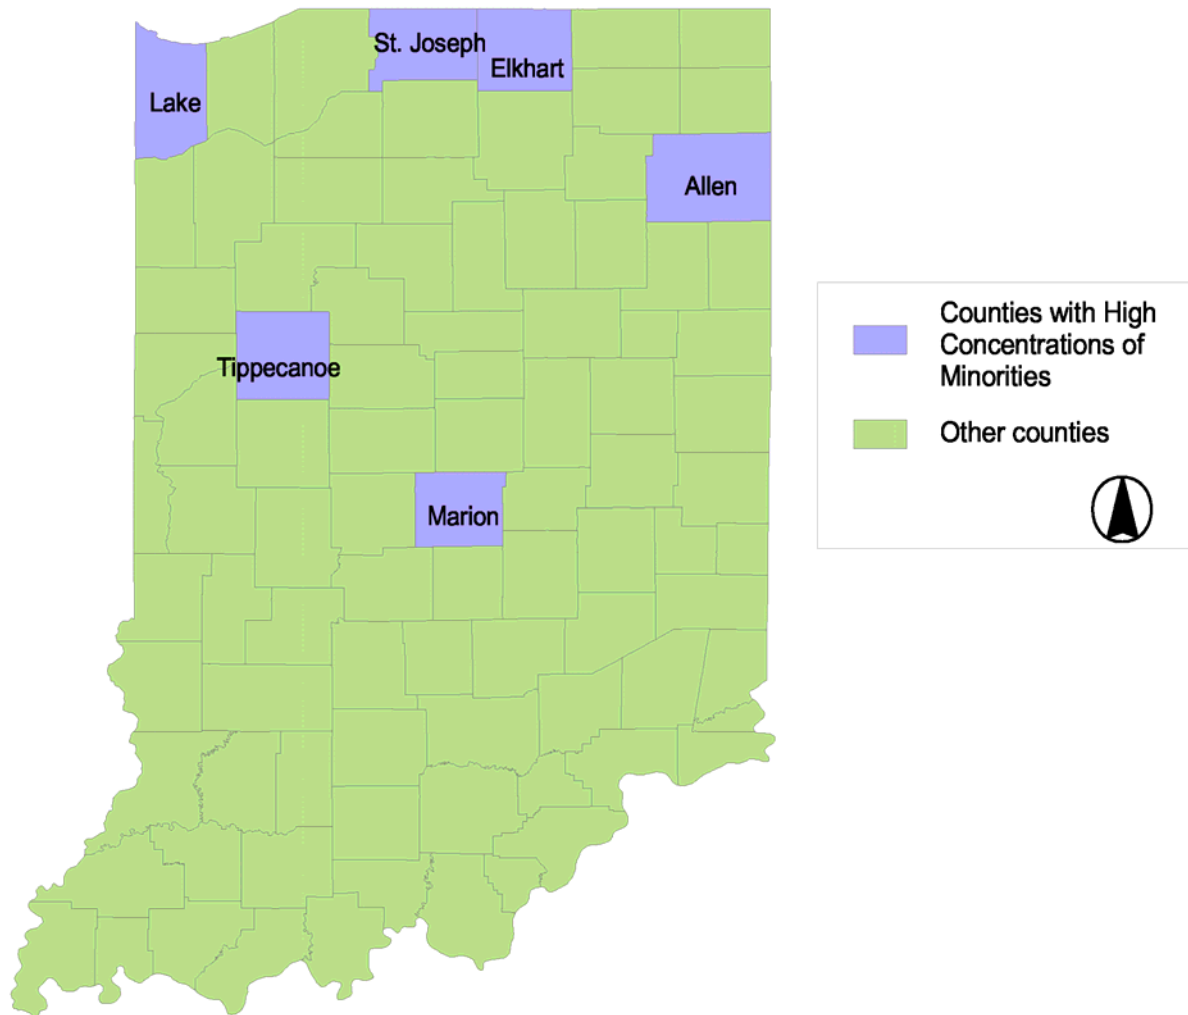 St. Joseph
Elkhart
Lake
Allen
Tippecanoe
Marion
Counties with High
Concentrations of
Minorities
Other counties